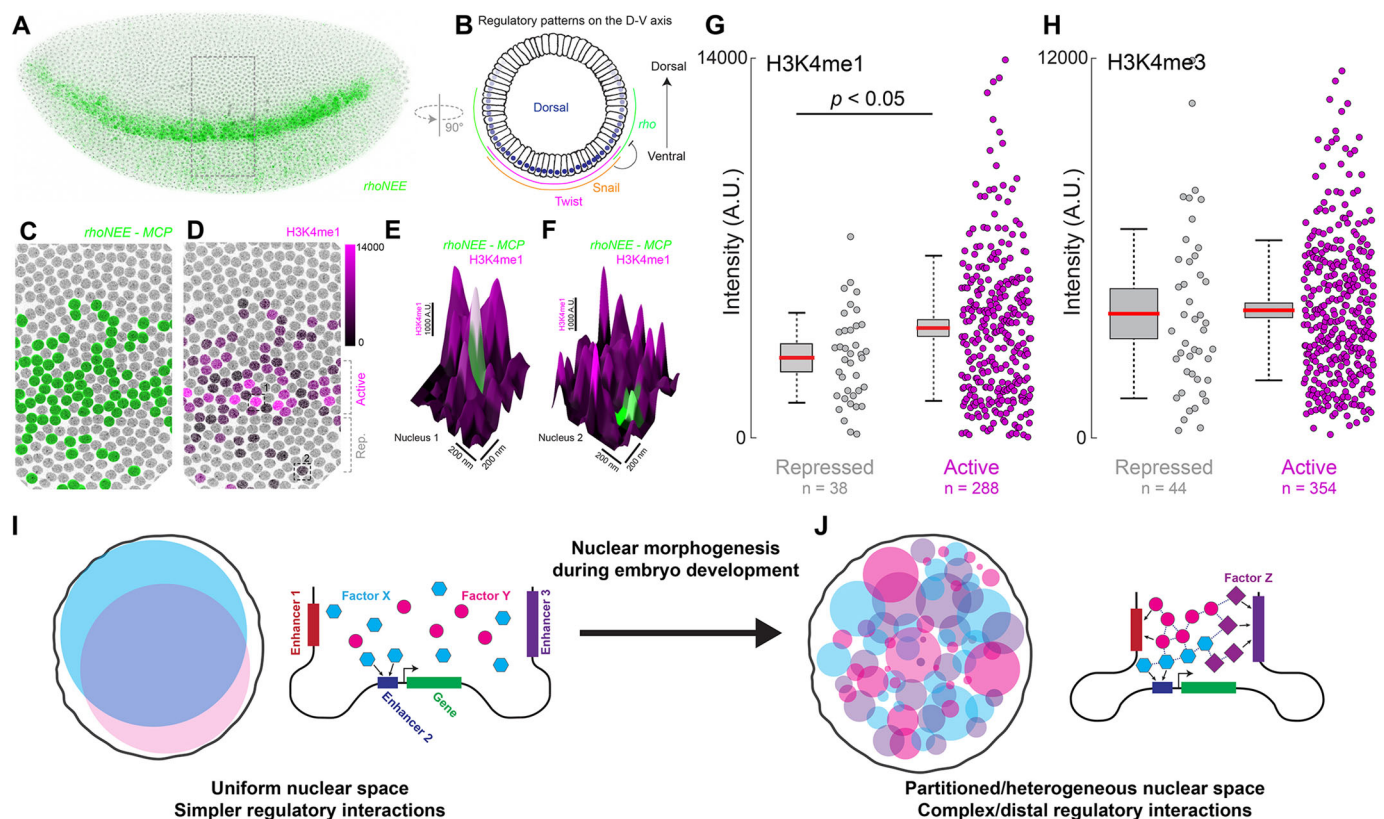 A
rhoNEE
90°
B
Regulatory patterns on the D-V axis
Dorsal
Dorsal
rho
Ventral
Snail
Twist
C
rhoNEE - MCP
D
H3K4me1
14000
0
Active
Rep.
1
2
E
rhoNEE - MCP
H3K4me1
H3K4me1
1000 A.U.
Nucleus 1
200 nm
200 nm
F
rhoNEE - MCP
H3K4me1
H3K4me1
1000 A.U.
Nucleus 2
200 nm
200 nm
G
14000
H3K4me1
p < 0.05
Intensity (A.U.)
0
Repressed
n = 38
Active
n = 288
H
12000
H3K4me3
Intensity (A.U.)
0
Repressed
n = 44
Active
n = 354
I
Enhancer 1
Factor X
Factor Y
Enhancer 3
Enhancer 2
Gene
Uniform nuclear space
Simpler regulatory interactions
Nuclear morphogenesis
during embryo development
J
Factor Z
Partitioned/heterogeneous nuclear space
Complex/distal regulatory interactions